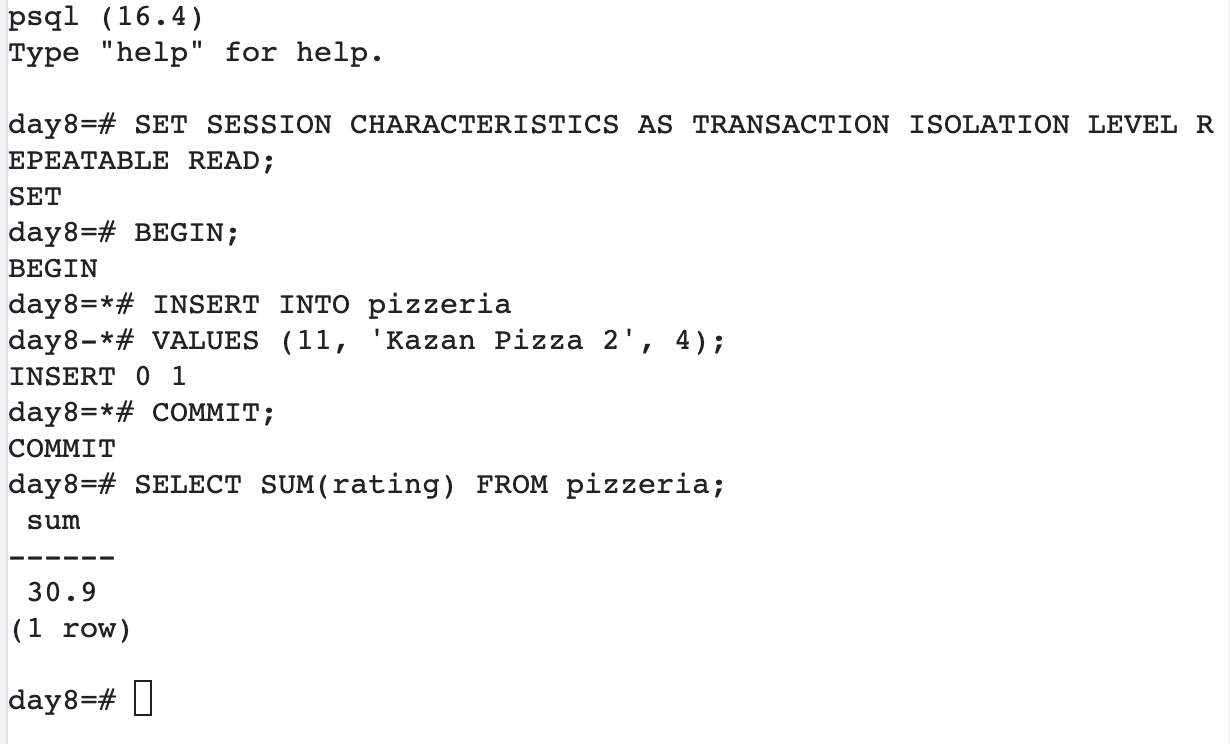 psql (16.4)
Type "help" for help.
day8=# SET SESSION CHARACTERISTICS AS TRANSACTION ISOLATION LEVEL R
EPEATABLE READ;
SET
day8=# BEGIN;
BEGIN
day8=*# INSERT INTO pizzeria
day8-*# VALUES (11, 'Kazan Pizza 2', 4);
INSERT 0 1
day8=*# COMMIT;
COMMIT
day8=# SELECT SUM(rating) FROM pizzeria;
 sum
------
 30.9
(1 row)
day8=#